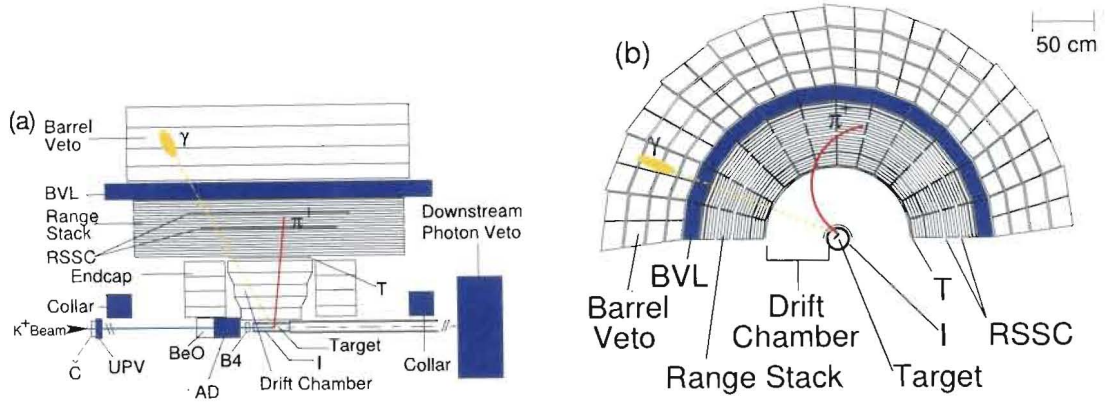 (a)
Barrel
Veto
γ
BVL
Range
Stack
π
RSSC
Endcap
T
Collar
K⁺Beam
Č
UPV
BeO
AD
B4
I
Target
Drift Chamber
Collar
Downstream
Photon Veto
(b)
50 cm
π⁺
γ
BVL
Barrel
Veto
Drift
Chamber
Range Stack
Target
T
I
RSSC